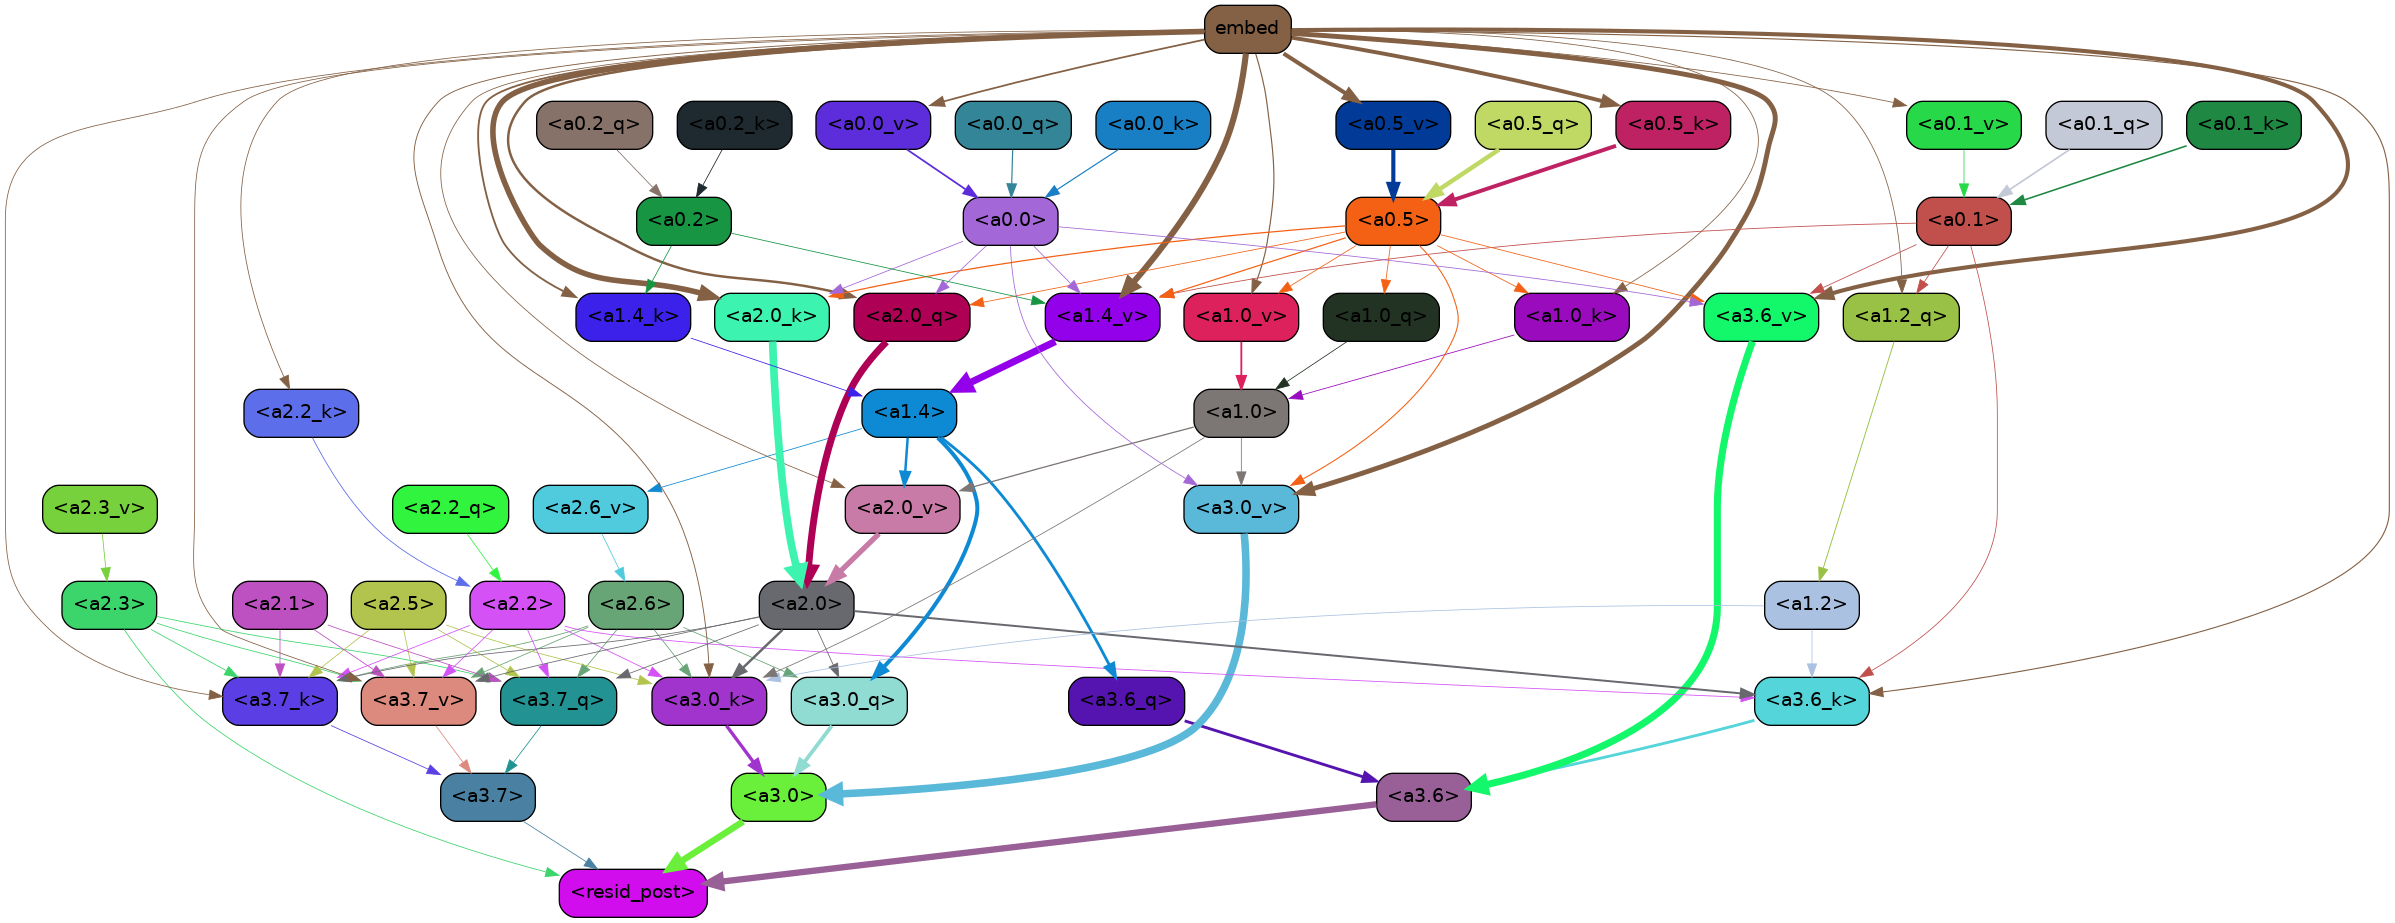 embed
<a0.2_q>
<a0.2_k>
<a0.0_v>
<a0.0_q>
<a0.0_k>
<a0.5_v>
<a0.5_q>
<a0.5_k>
<a0.1_v>
<a0.1_q>
<a0.1_k>
<a0.2>
<a0.0>
<a0.5>
<a0.1>
<a1.4_k>
<a2.0_k>
<a2.0_q>
<a1.4_v>
<a1.0_v>
<a1.0_q>
<a1.0_k>
<a3.6_v>
<a1.2_q>
<a2.2_k>
<a1.4>
<a1.0>
<a2.3_v>
<a2.2_q>
<a2.6_v>
<a2.0_v>
<a3.0_v>
<a2.3>
<a2.1>
<a2.5>
<a2.2>
<a2.6>
<a2.0>
<a1.2>
<a3.7_k>
<a3.7_v>
<a3.7_q>
<a3.0_k>
<a3.0_q>
<a3.6_q>
<a3.6_k>
<a3.7>
<a3.0>
<a3.6>
<resid_post>